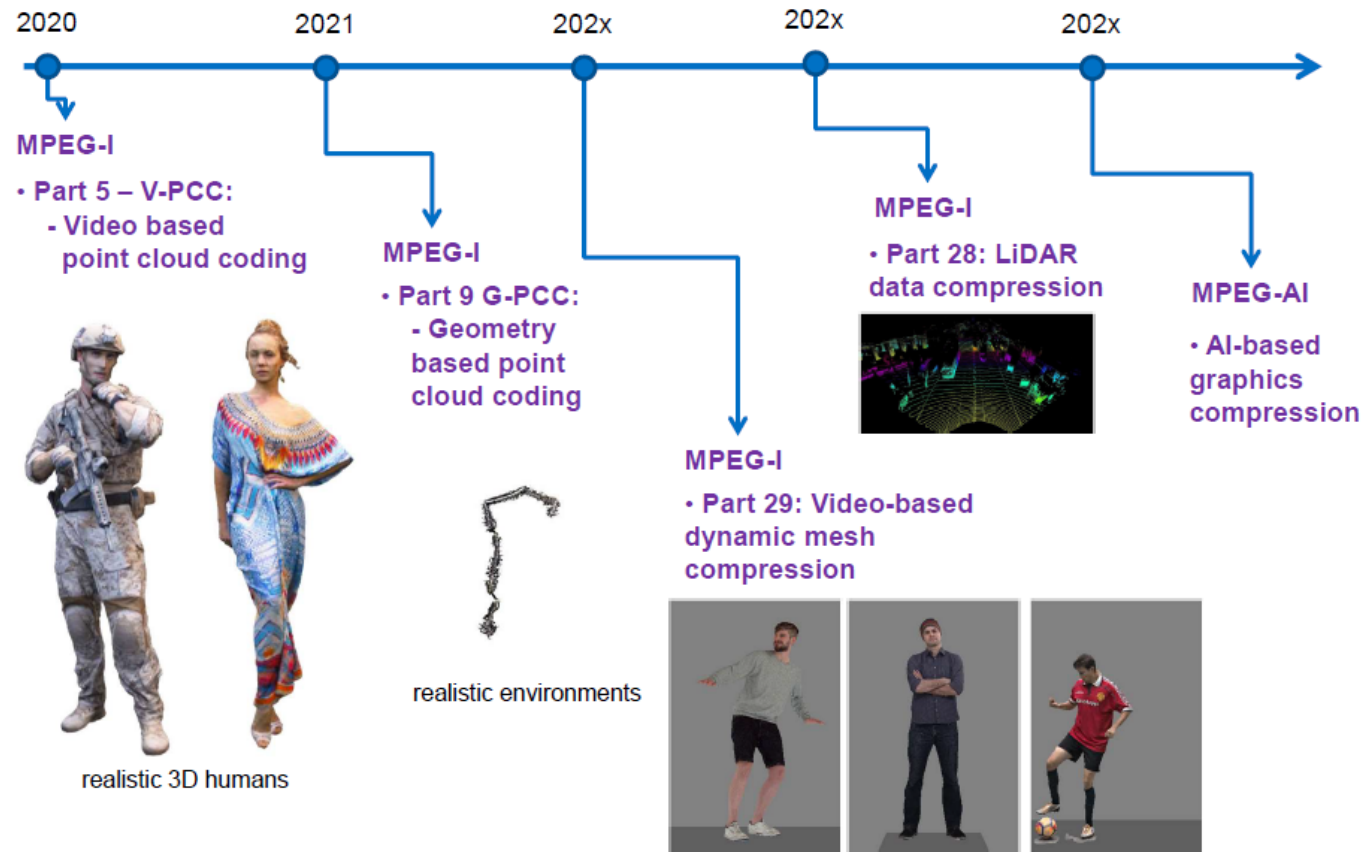 2020
2021
202x
202x
202x
MPEG-I
• Part 5 – V-PCC:
- Video based
point cloud coding
MPEG-I
• Part 9 G-PCC:
- Geometry
based point
cloud coding
MPEG-I
• Part 29: Video-based
dynamic mesh
compression
MPEG-I
• Part 28: LiDAR
data compression
MPEG-AI
• AI-based
graphics
compression
realistic 3D humans
realistic environments